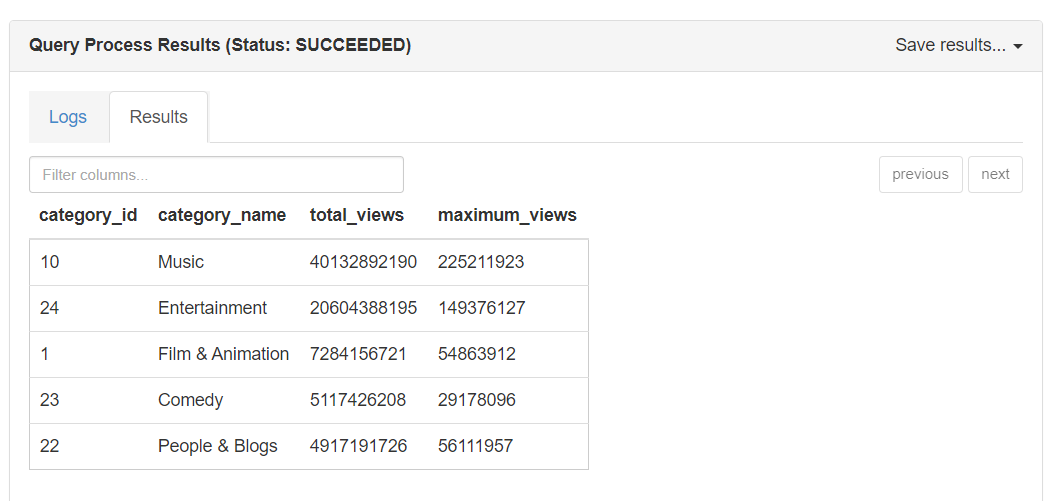 Query Process Results (Status: SUCCEEDED) Save results...
Logs Results
Filter columns... previous next
category_id category_name total_views maximum_views
10 Music 40132892190 225211923
24 Entertainment 20604388195 149376127
1 Film & Animation 7284156721 54863912
23 Comedy 5117426208 29178096
22 People & Blogs 4917191726 56111957